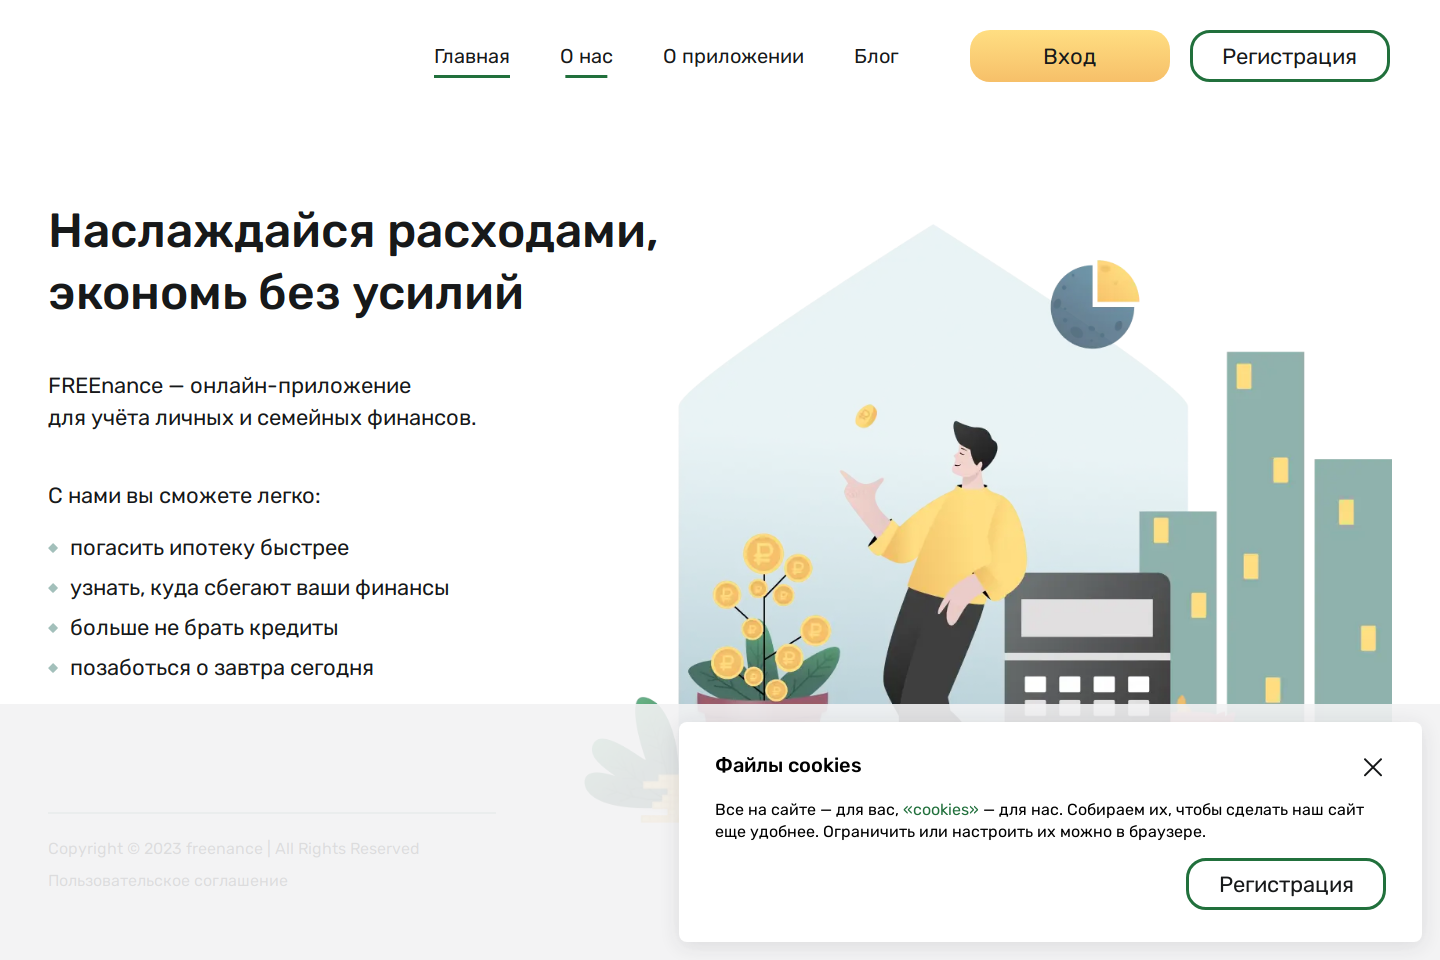 Главная
О нас
О приложении
Блог
Вход
Регистрация
Наслаждайся расходами,
экономь без усилий
FREEnance — онлайн-приложение
для учёта личных и семейных финансов.
С нами вы сможете легко:
погасить ипотеку быстрее
узнать, куда сбегают ваши финансы
больше не брать кредиты
позаботься о завтра сегодня
Copyright © 2023 freenance | All Rights Reserved
Пользовательское соглашение
Файлы cookies
Все на сайте — для вас, «cookies» — для нас. Собираем их, чтобы сделать наш сайт
еще удобнее. Ограничить или настроить их можно в браузере.
Регистрация